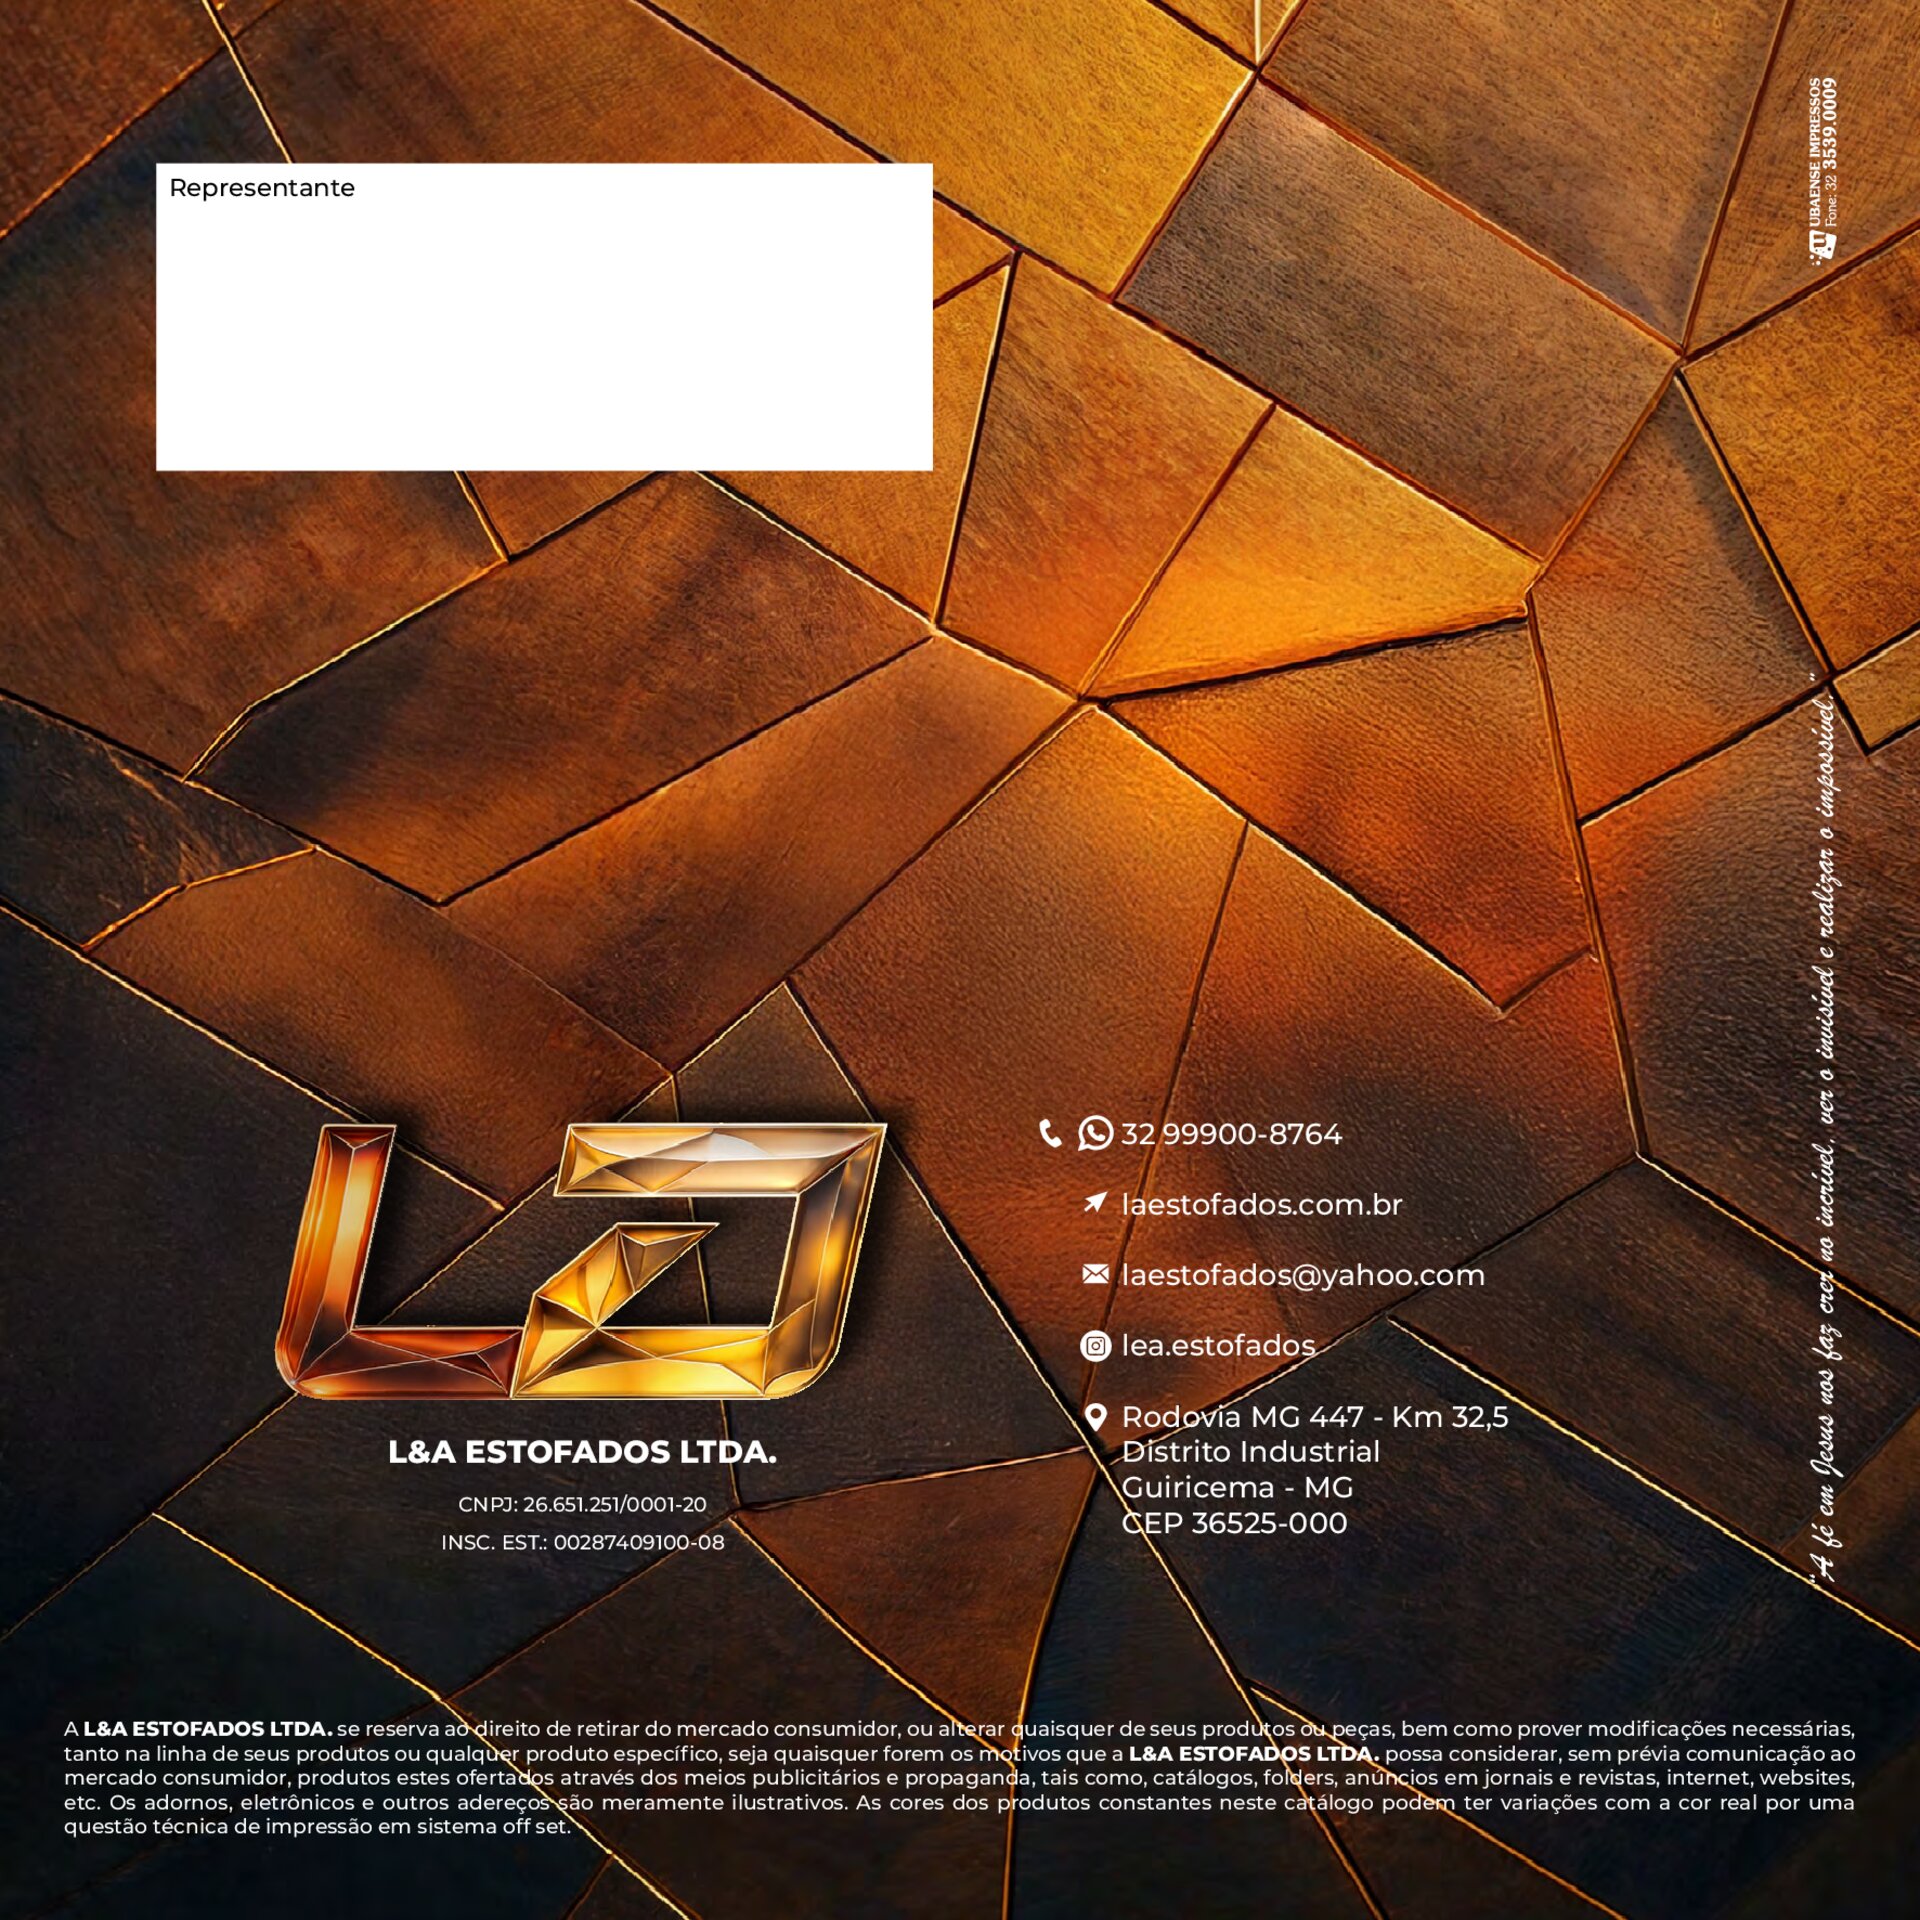 Representante
UBAENSE IMPRESSOS
Fone: 32 3539.0009
"A fé em Jesus nos faz crer no incrível, ver o invisível e realizar o impossível."
LA
L&A ESTOFADOS LTDA.
CNPJ: 26.651.251/0001-20
INSC. EST.: 00287409100-08
32 99900-8764
laestofados.com.br
laestofados@yahoo.com
lea.estofados
Rodovia MG 447 - Km 32,5
Distrito Industrial
Guiricema - MG
CEP 36525-000
A L&A ESTOFADOS LTDA. se reserva ao direito de retirar do mercado consumidor, ou alterar quaisquer de seus produtos ou peças, bem como prover modificações necessárias,
tanto na linha de seus produtos ou qualquer produto específico, seja quaisquer forem os motivos que a L&A ESTOFADOS LTDA. possa considerar, sem prévia comunicação ao
mercado consumidor, produtos estes ofertados através dos meios publicitários e propaganda, tais como, catálogos, folders, anúncios em jornais e revistas, internet, websites,
etc. Os adornos, eletrônicos e outros adereços são meramente ilustrativos. As cores dos produtos constantes neste catálogo podem ter variações com a cor real por uma
questão técnica de impressão em sistema off set.